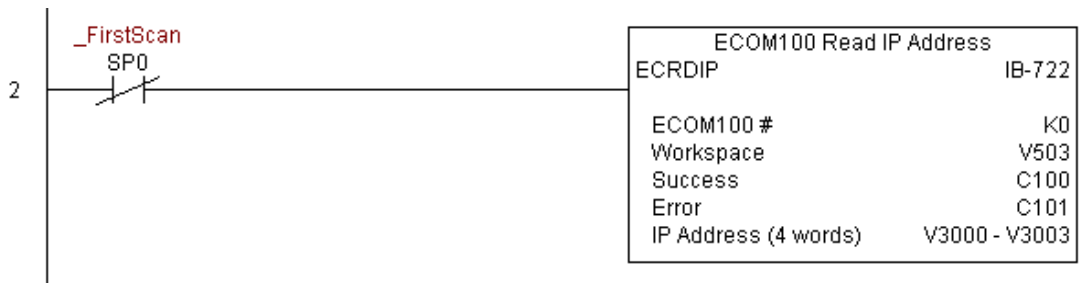 _FirstScan
SP0
2
ECOM100 Read IP Address
ECRDIP IB-722
ECOM100 # K0
Workspace V503
Success C100
Error C101
IP Address (4 words) V3000 - V3003